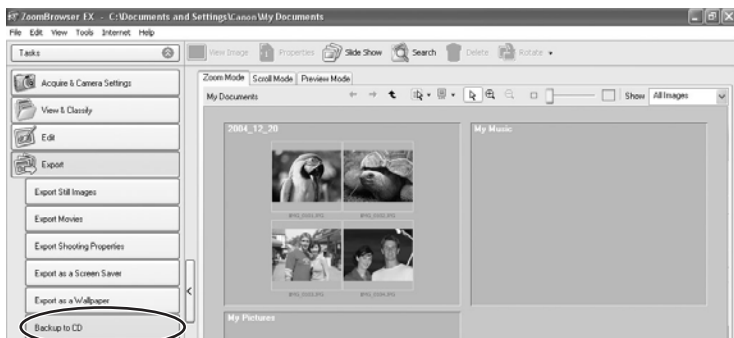 ZoomBrowser EX - C:\Documents and Settings\Canon\My Documents
File Edit View Tools Internet Help
Tasks
View Image Properties Slide Show Search Delete Rotate
Acquire & Camera Settings
Zoom Mode Scroll Mode Preview Mode
My Documents Show All Images
View & Classify
Edit
2004_12_20 My Music
Export
Export Still Images
Export Movies
Export Shooting Properties
Export as a Screen Saver
Export as a Wallpaper
My Pictures
Backup to CD